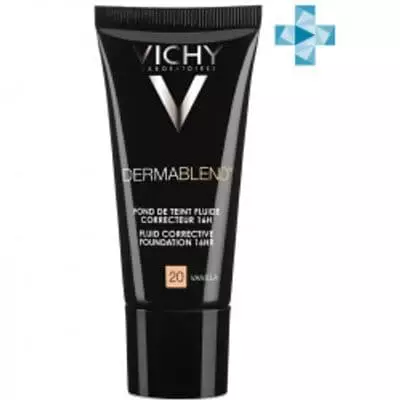 VICHY
LABORATOIRES
DERMABLEND
FOND DE TEINT FLUIDE
CORRECTEUR 16H
FLUID CORRECTIVE
FOUNDATION 16HR
20 VANILLA